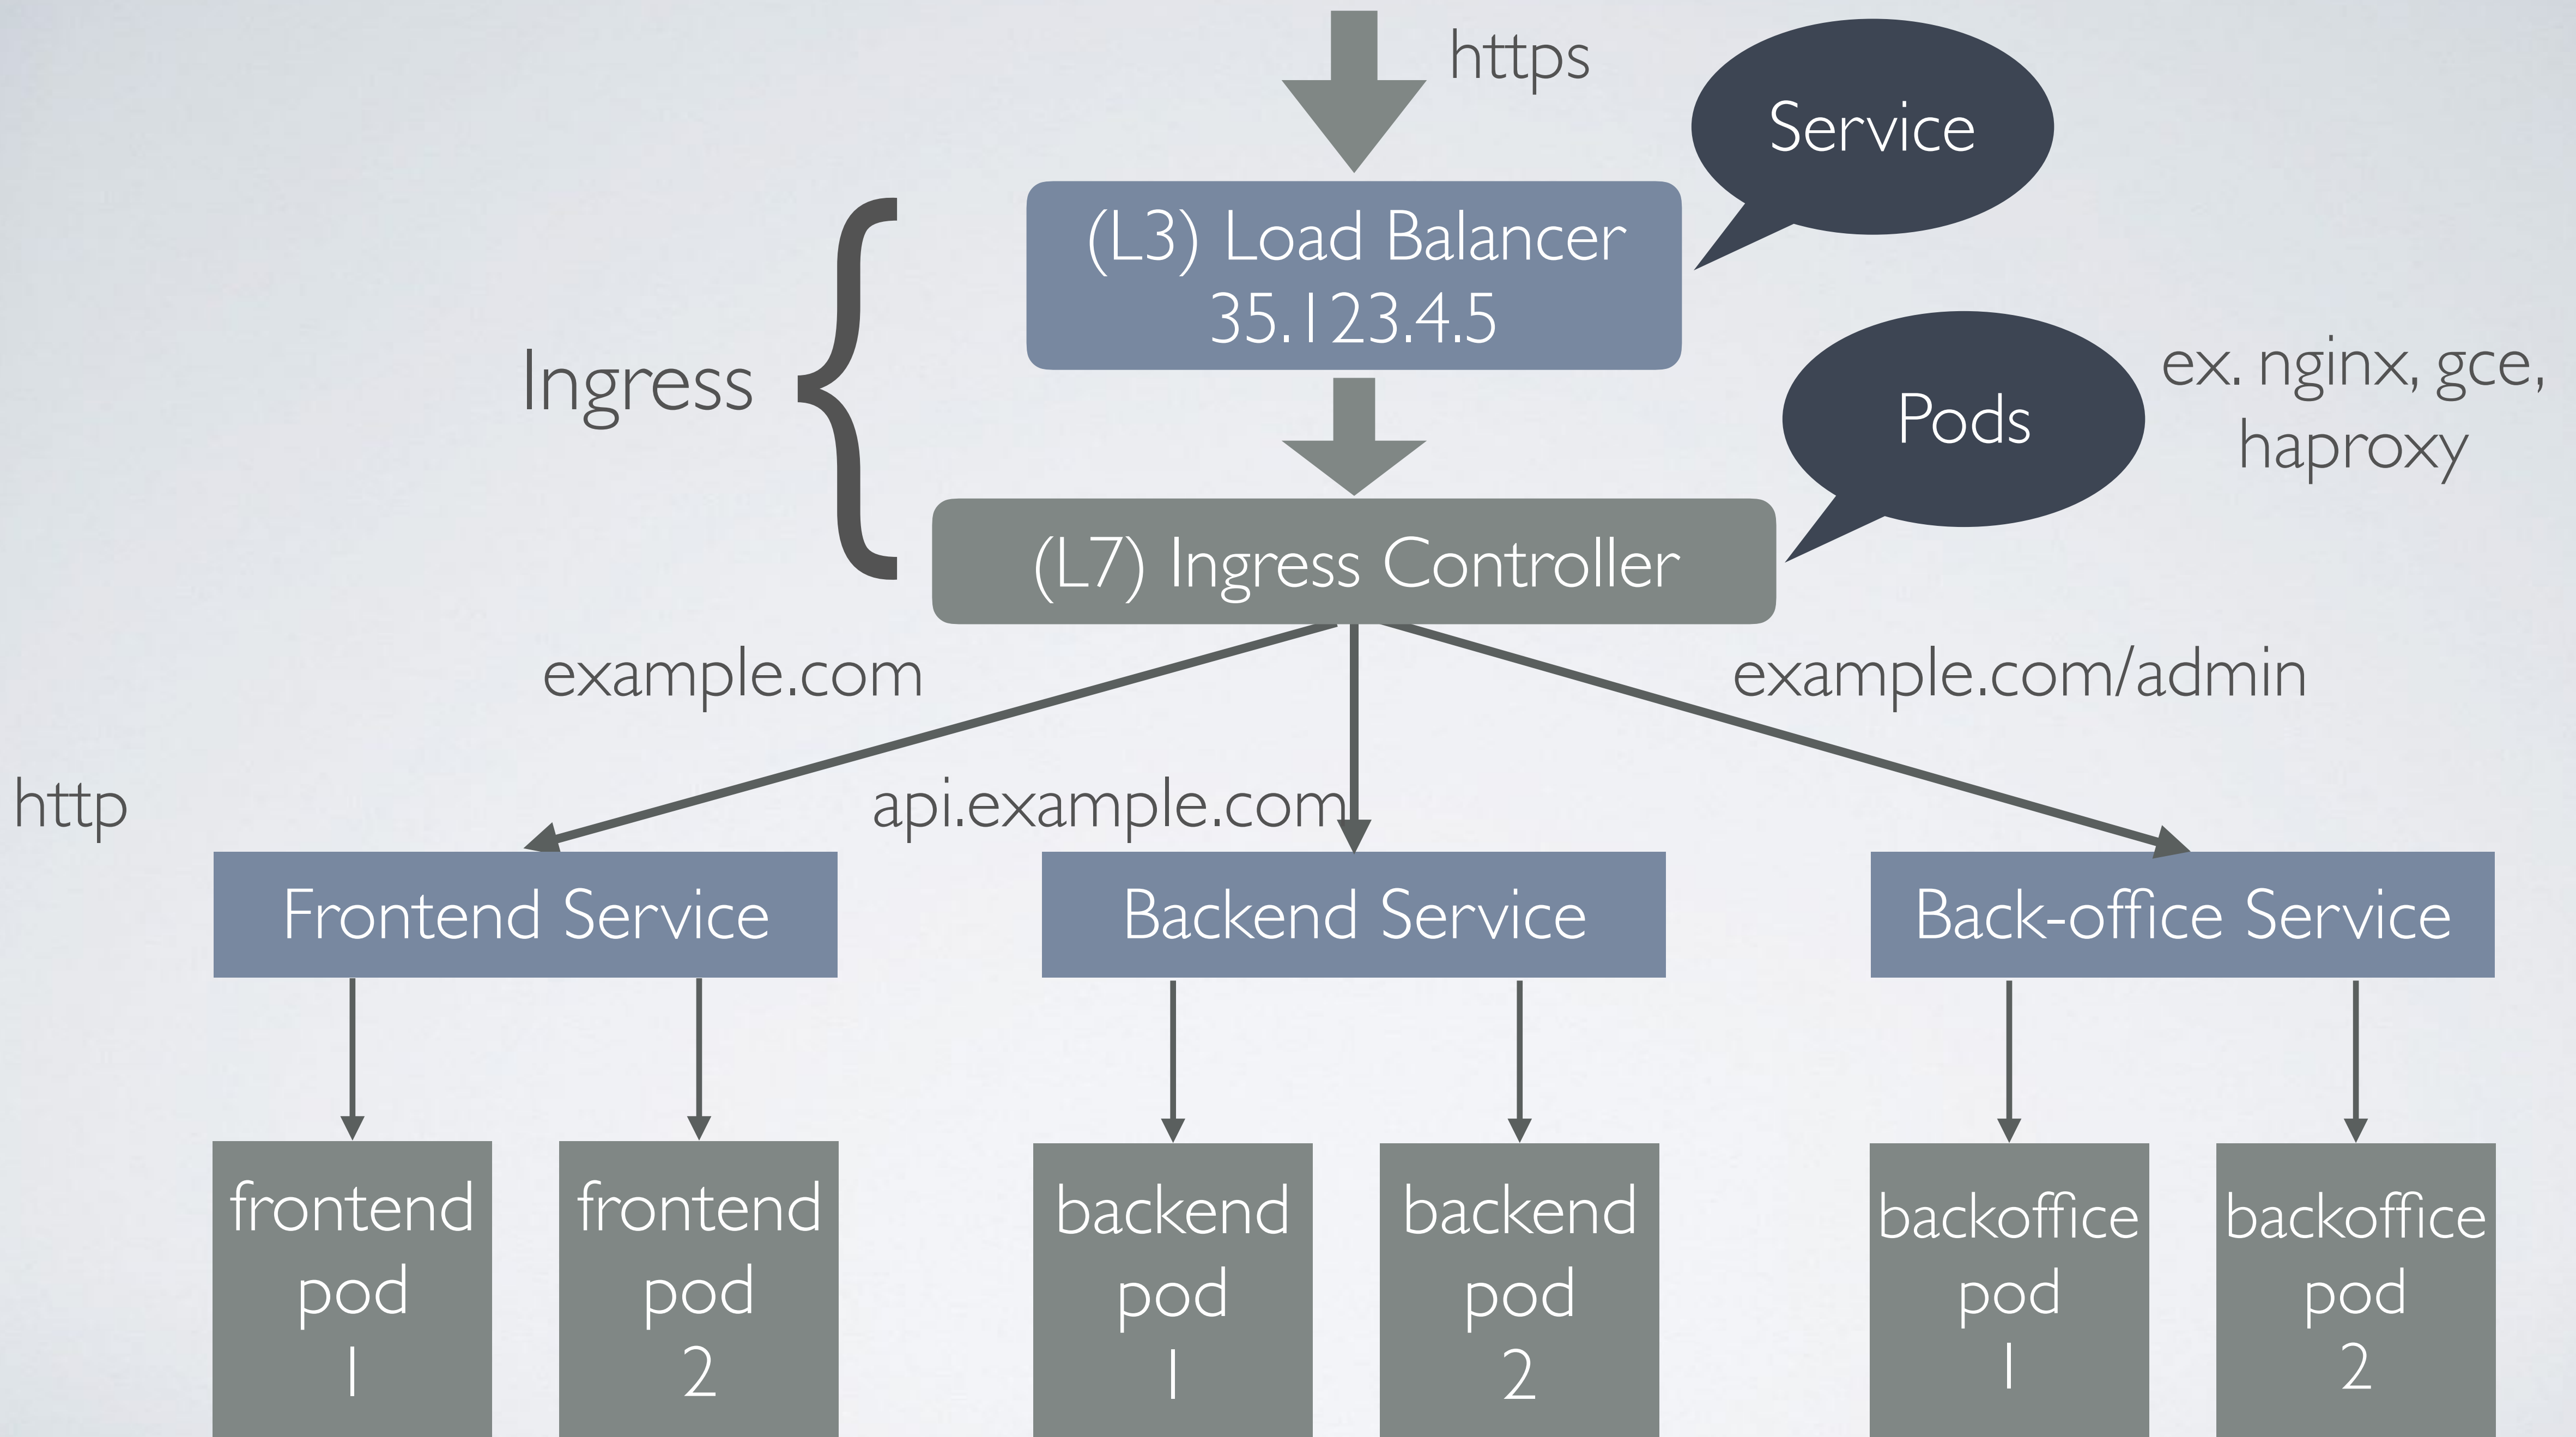 https
Service
(L3) Load Balancer
35.123.4.5
Ingress
Pods
ex. nginx, gce,
haproxy
(L7) Ingress Controller
example.com
example.com/admin
http
api.example.com
Frontend Service
Backend Service
Back-office Service
frontend
pod
1
frontend
pod
2
backend
pod
1
backend
pod
2
backoffice
pod
1
backoffice
pod
2